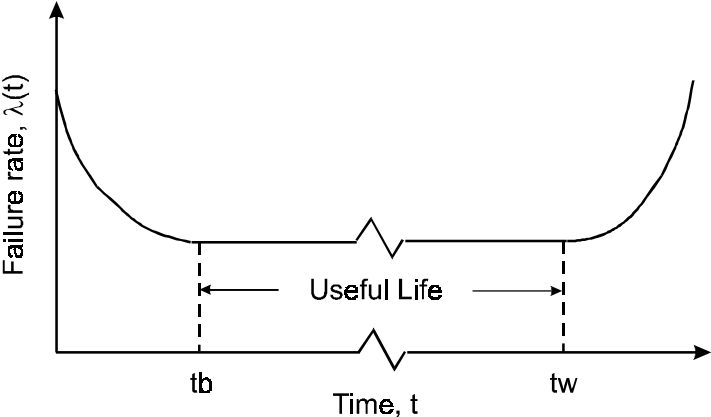 Failure rate, λ(t)
Useful Life
tb
tw
Time, t